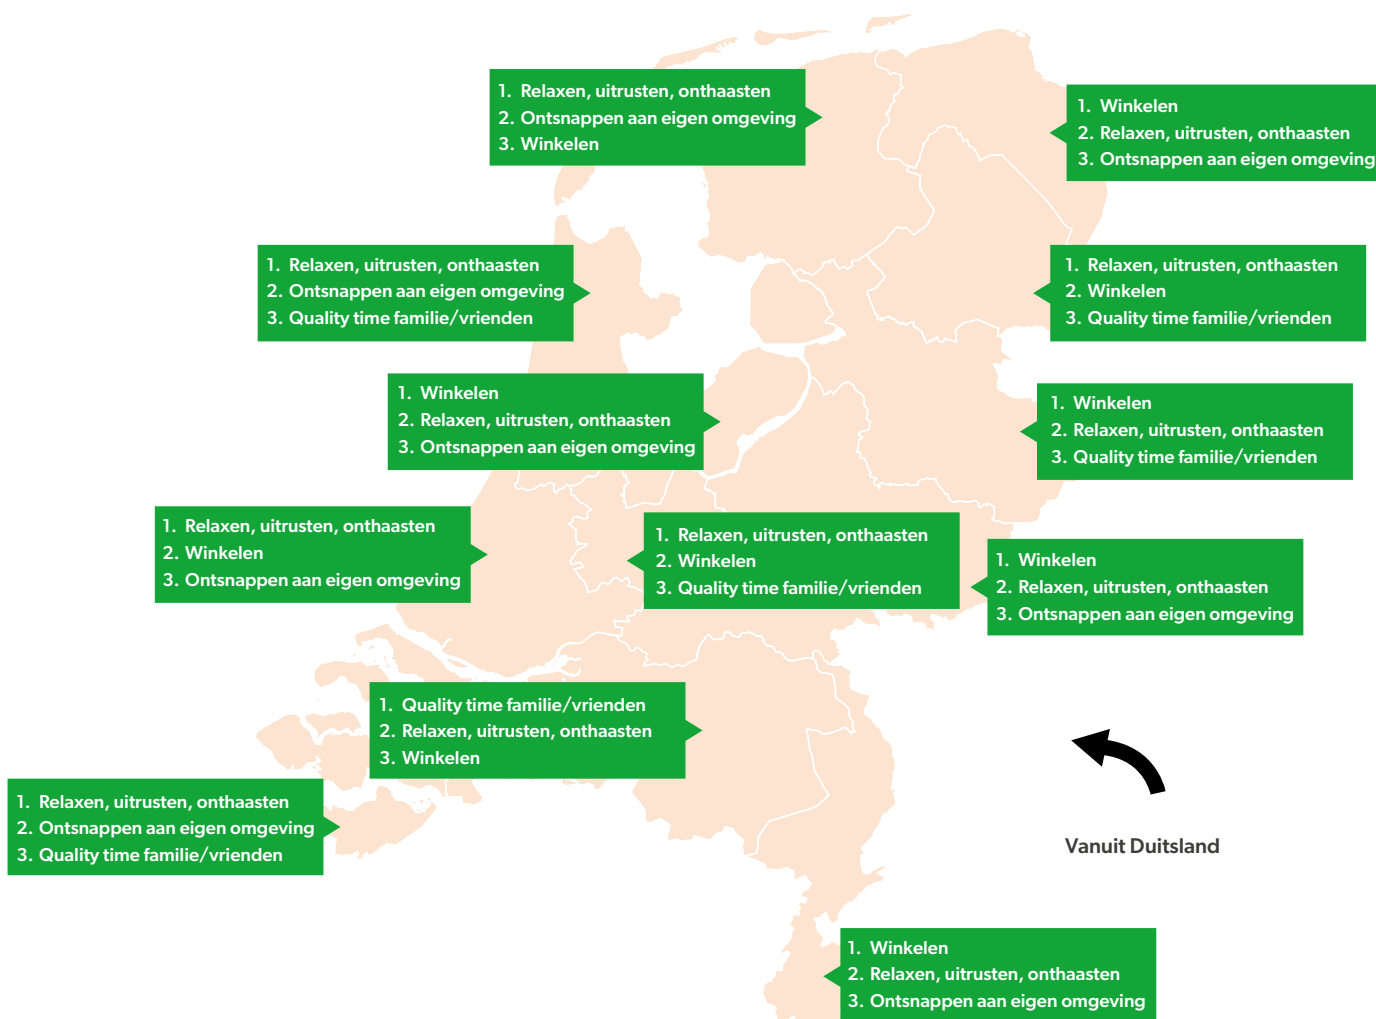 1. Relaxen, uitrusten, onthaasten
2. Ontsnappen aan eigen omgeving
3. Winkelen
1. Winkelen
2. Relaxen, uitrusten, onthaasten
3. Ontsnappen aan eigen omgeving
1. Relaxen, uitrusten, onthaasten
2. Ontsnappen aan eigen omgeving
3. Quality time familie/vrienden
1. Relaxen, uitrusten, onthaasten
2. Winkelen
3. Quality time familie/vrienden
1. Winkelen
2. Relaxen, uitrusten, onthaasten
3. Ontsnappen aan eigen omgeving
1. Winkelen
2. Relaxen, uitrusten, onthaasten
3. Quality time familie/vrienden
1. Relaxen, uitrusten, onthaasten
2. Winkelen
3. Ontsnappen aan eigen omgeving
1. Relaxen, uitrusten, onthaasten
2. Winkelen
3. Quality time familie/vrienden
1. Winkelen
2. Relaxen, uitrusten, onthaasten
3. Ontsnappen aan eigen omgeving
1. Quality time familie/vrienden
2. Relaxen, uitrusten, onthaasten
3. Winkelen
1. Relaxen, uitrusten, onthaasten
2. Ontsnappen aan eigen omgeving
3. Quality time familie/vrienden
Vanuit Duitsland
1. Winkelen
2. Relaxen, uitrusten, onthaasten
3. Ontsnappen aan eigen omgeving